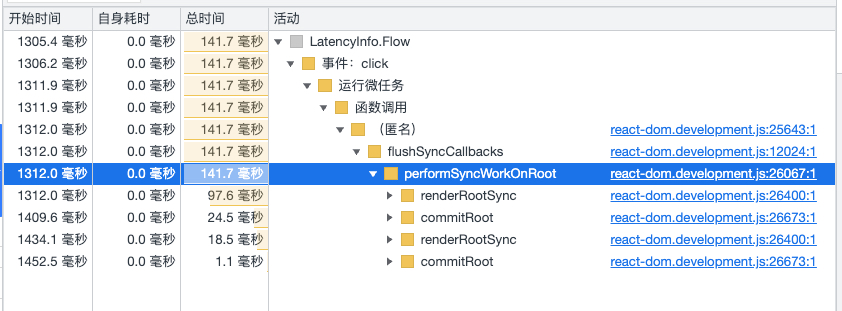 开始时间 自身耗时 总时间 活动
1305.4 毫秒 0.0 毫秒 141.7 毫秒 LatencyInfo.Flow
1306.2 毫秒 0.0 毫秒 141.7 毫秒 事件：click
1311.9 毫秒 0.0 毫秒 141.7 毫秒 运行微任务
1311.9 毫秒 0.0 毫秒 141.7 毫秒 函数调用
1312.0 毫秒 0.0 毫秒 141.7 毫秒 （匿名） react-dom.development.js:25643:1
1312.0 毫秒 0.0 毫秒 141.7 毫秒 flushSyncCallbacks react-dom.development.js:12024:1
1312.0 毫秒 0.0 毫秒 141.7 毫秒 performSyncWorkOnRoot react-dom.development.js:26067:1
1312.0 毫秒 0.0 毫秒 97.6 毫秒 renderRootSync react-dom.development.js:26400:1
1409.6 毫秒 0.0 毫秒 24.5 毫秒 commitRoot react-dom.development.js:26673:1
1434.1 毫秒 0.0 毫秒 18.5 毫秒 renderRootSync react-dom.development.js:26400:1
1452.5 毫秒 0.0 毫秒 1.1 毫秒 commitRoot react-dom.development.js:26673:1